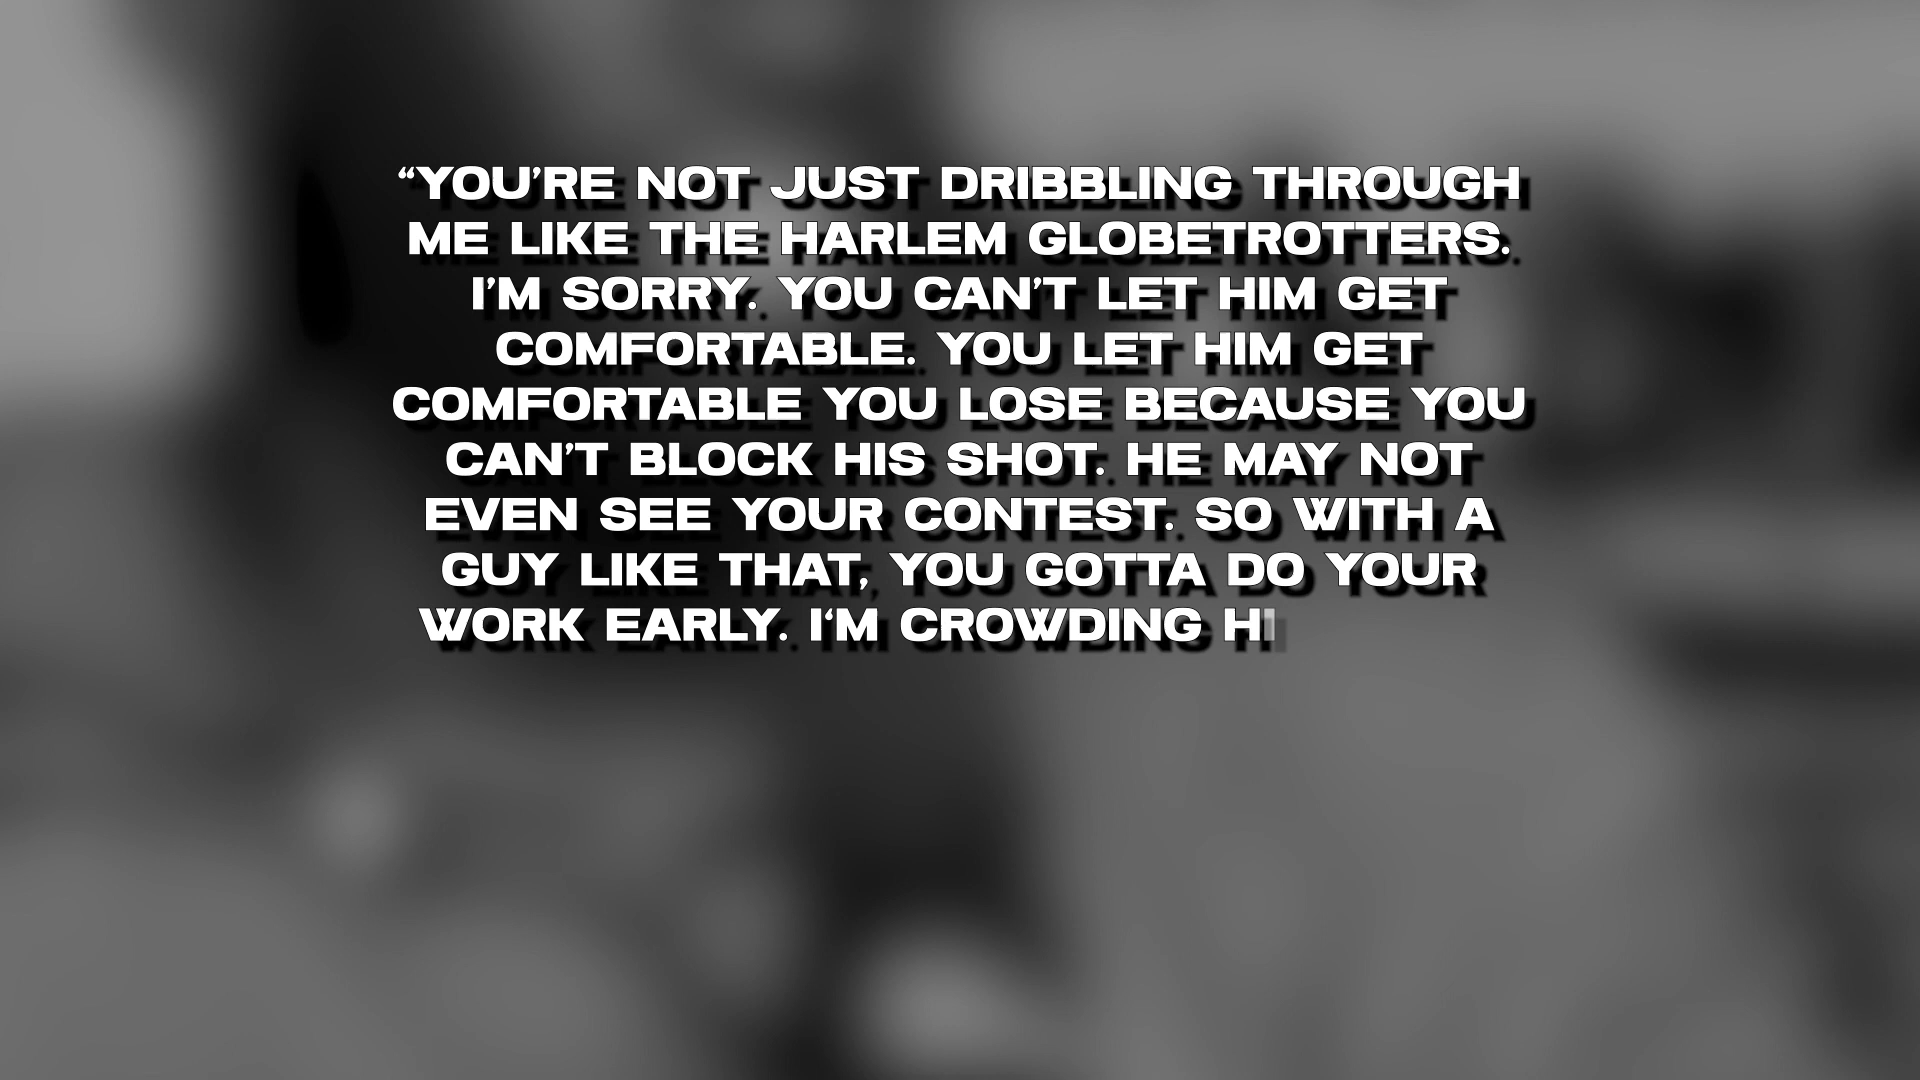 “YOU’RE NOT JUST DRIBBLING THROUGH
ME LIKE THE HARLEM GLOBETROTTERS.
I’M SORRY. YOU CAN’T LET HIM GET
COMFORTABLE. YOU LET HIM GET
COMFORTABLE YOU LOSE BECAUSE YOU
CAN’T BLOCK HIS SHOT. HE MAY NOT
EVEN SEE YOUR CONTEST. SO WITH A
GUY LIKE THAT, YOU GOTTA DO YOUR
WORK EARLY. I‘M CROWDING HI